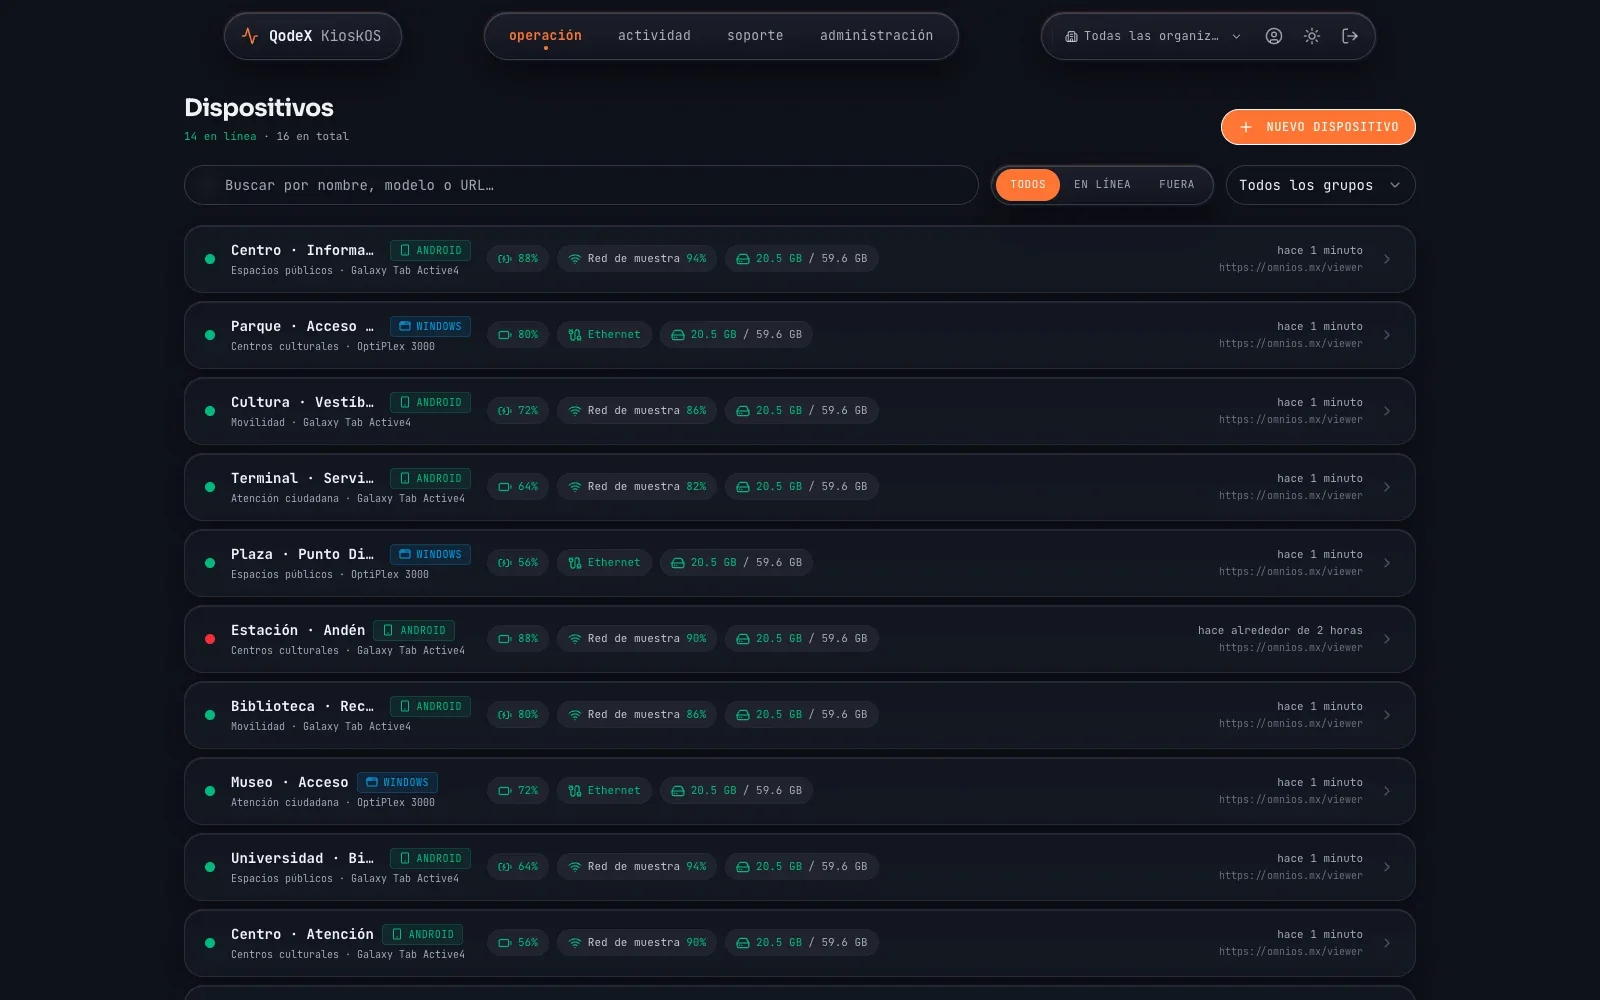 QodeX KioskOS
operación actividad soporte administración
Todas las organiz…
Dispositivos
14 en línea · 16 en total
+ NUEVO DISPOSITIVO
Buscar por nombre, modelo o URL…
TODOS EN LÍNEA FUERA
Todos los grupos
Centro · Informa… ANDROID 88% Red de muestra 94% 20.5 GB / 59.6 GB hace 1 minuto
Espacios públicos · Galaxy Tab Active4 https://omnios.mx/viewer
Parque · Acceso … WINDOWS 80% Ethernet 20.5 GB / 59.6 GB hace 1 minuto
Centros culturales · OptiPlex 3000 https://omnios.mx/viewer
Cultura · Vestíb… ANDROID 72% Red de muestra 86% 20.5 GB / 59.6 GB hace 1 minuto
Movilidad · Galaxy Tab Active4 https://omnios.mx/viewer
Terminal · Servi… ANDROID 64% Red de muestra 82% 20.5 GB / 59.6 GB hace 1 minuto
Atención ciudadana · Galaxy Tab Active4 https://omnios.mx/viewer
Plaza · Punto Di… WINDOWS 56% Ethernet 20.5 GB / 59.6 GB hace 1 minuto
Espacios públicos · OptiPlex 3000 https://omnios.mx/viewer
Estación · Andén ANDROID 88% Red de muestra 90% 20.5 GB / 59.6 GB hace alrededor de 2 horas
Centros culturales · Galaxy Tab Active4 https://omnios.mx/viewer
Biblioteca · Rec… ANDROID 80% Red de muestra 86% 20.5 GB / 59.6 GB hace 1 minuto
Movilidad · Galaxy Tab Active4 https://omnios.mx/viewer
Museo · Acceso WINDOWS 72% Ethernet 20.5 GB / 59.6 GB hace 1 minuto
Atención ciudadana · OptiPlex 3000 https://omnios.mx/viewer
Universidad · Bi… ANDROID 64% Red de muestra 94% 20.5 GB / 59.6 GB hace 1 minuto
Espacios públicos · Galaxy Tab Active4 https://omnios.mx/viewer
Centro · Atención ANDROID 56% Red de muestra 90% 20.5 GB / 59.6 GB hace 1 minuto
Centros culturales · Galaxy Tab Active4 https://omnios.mx/viewer